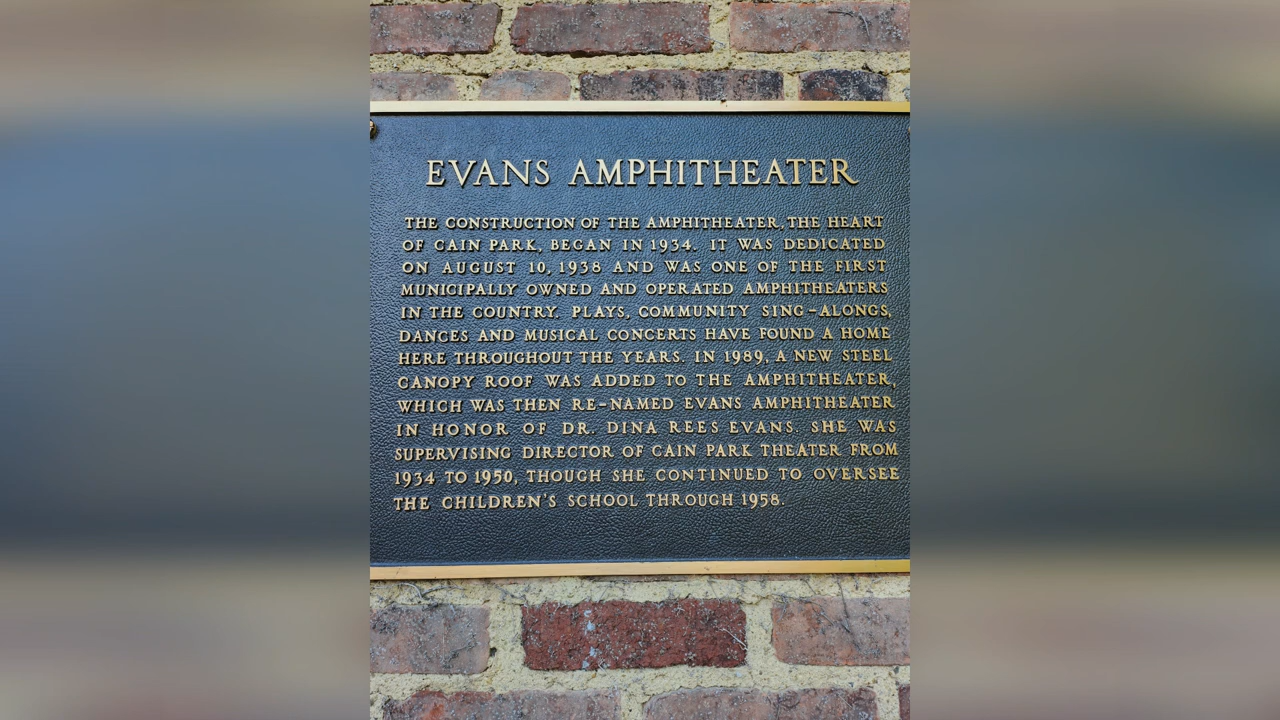 EVANS AMPHITHEATER
THE CONSTRUCTION OF THE AMPHITHEATER, THE HEART
OF CAIN PARK, BEGAN IN 1934. IT WAS DEDICATED
ON AUGUST 10, 1938 AND WAS ONE OF THE FIRST
MUNICIPALLY OWNED AND OPERATED AMPHITHEATERS
IN THE COUNTRY. PLAYS, COMMUNITY SING-ALONGS,
DANCES AND MUSICAL CONCERTS HAVE FOUND A HOME
HERE THROUGHOUT THE YEARS. IN 1989, A NEW STEEL
CANOPY ROOF WAS ADDED TO THE AMPHITHEATER,
WHICH WAS THEN RE-NAMED EVANS AMPHITHEATER
IN HONOR OF DR. DINA REES EVANS. SHE WAS
SUPERVISING DIRECTOR OF CAIN PARK THEATER FROM
1934 TO 1950, THOUGH SHE CONTINUED TO OVERSEE
THE CHILDREN'S SCHOOL THROUGH 1958.